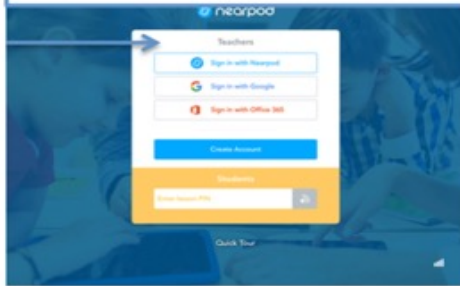 nearpod
Teachers
Sign in with Nearpod
Sign in with Google
Sign in with Office 365
Create Account
Students
Enter lesson PIN
Quick Tour